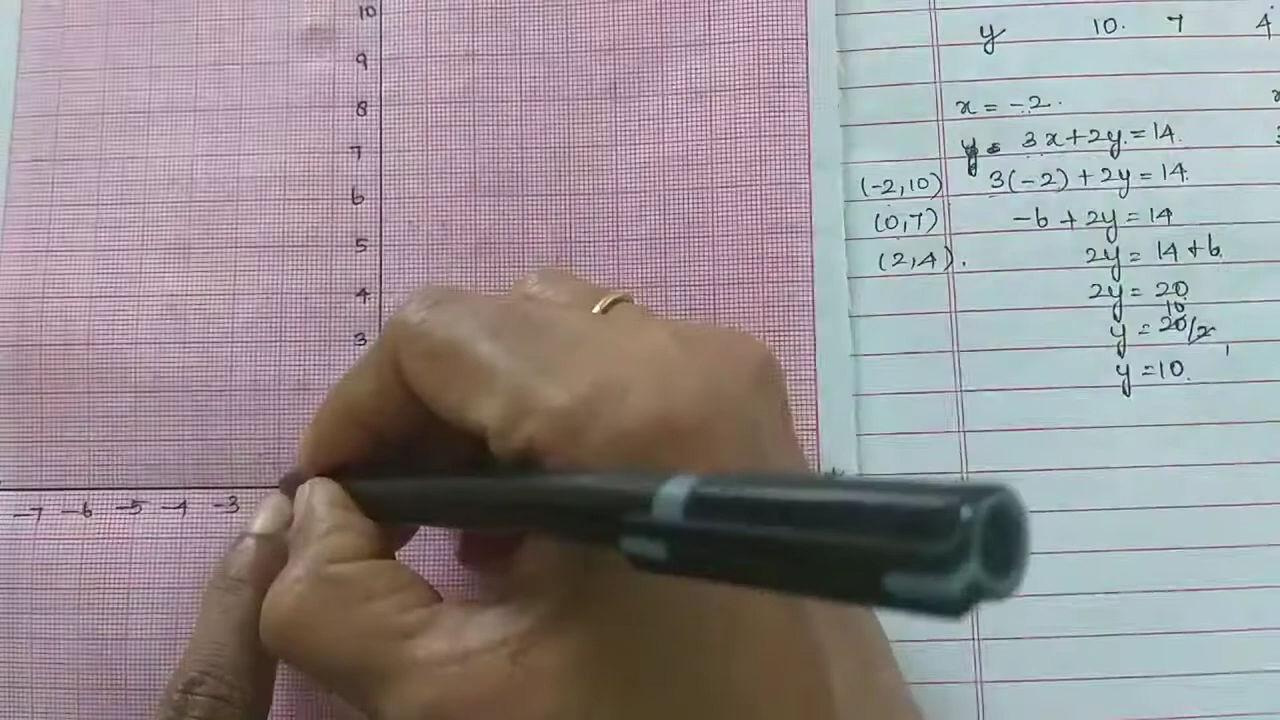 10
9
8
7
6
5
4
3
-7 -6 -5 -4 -3
y 10. 7 4
x = -2.
3x+2y=14.
(-2,10) 3(-2) + 2y = 14.
(0,7) -6 + 2y = 14
(2,4). 2y = 14 + 6.
2y = 20
10
y = 20/2
y = 10.